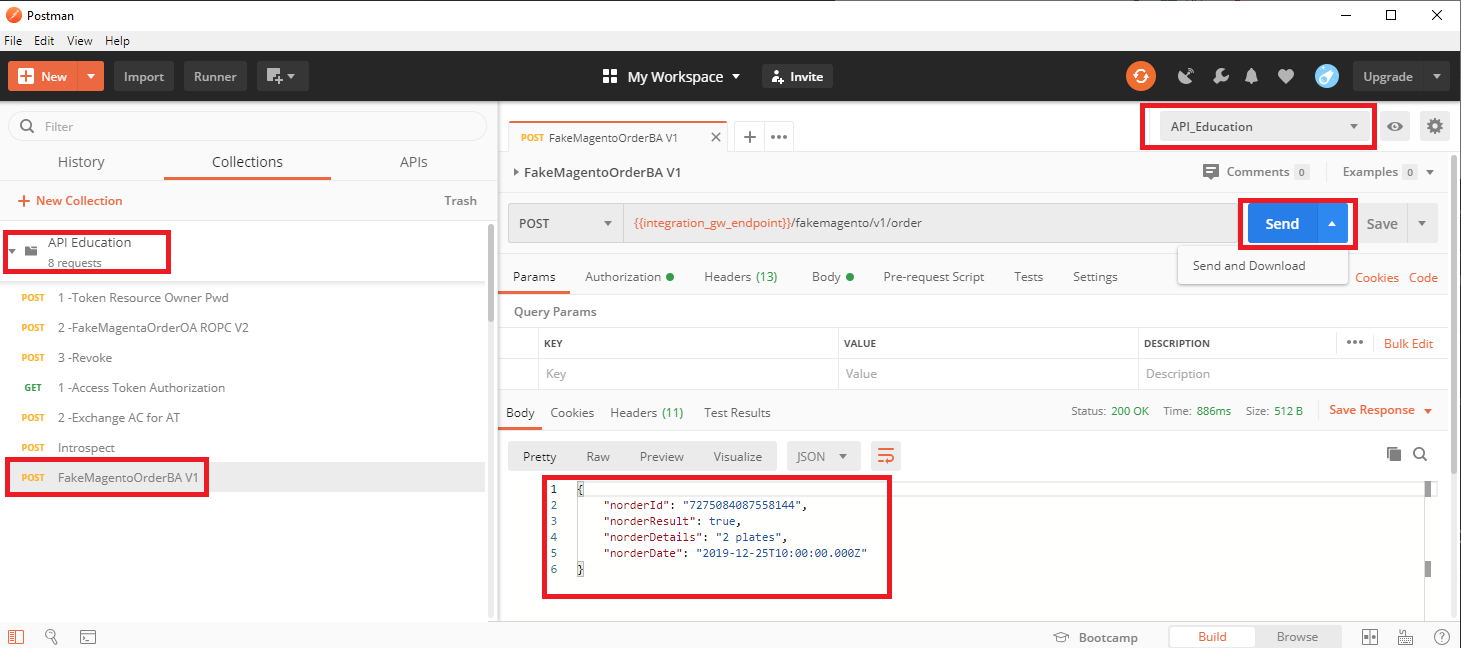 Postman
File Edit View Help
New Import Runner My Workspace Invite Upgrade
Filter
History Collections APIs
+ New Collection Trash
API Education
8 requests
POST 1 -Token Resource Owner Pwd
POST 2 -FakeMagentaOrderOA ROPC V2
POST 3 -Revoke
GET 1 -Access Token Authorization
POST 2 -Exchange AC for AT
POST Introspect
POST FakeMagentoOrderBA V1
POST FakeMagentoOrderBA V1
API_Education
FakeMagentoOrderBA V1 Comments 0 Examples 0
POST {{integration_gw_endpoint}}/fakemagento/v1/order Send Save
Send and Download
Params Authorization Headers (13) Body Pre-request Script Tests Settings Cookies Code
Query Params
KEY VALUE DESCRIPTION Bulk Edit
Key Value Description
Body Cookies Headers (11) Test Results Status: 200 OK Time: 886ms Size: 512 B Save Response
Pretty Raw Preview Visualize JSON
1 {
2 "norderId": "7275084087558144",
3 "norderResult": true,
4 "norderDetails": "2 plates",
5 "norderDate": "2019-12-25T10:00:00.000Z"
6 }
Bootcamp Build Browse